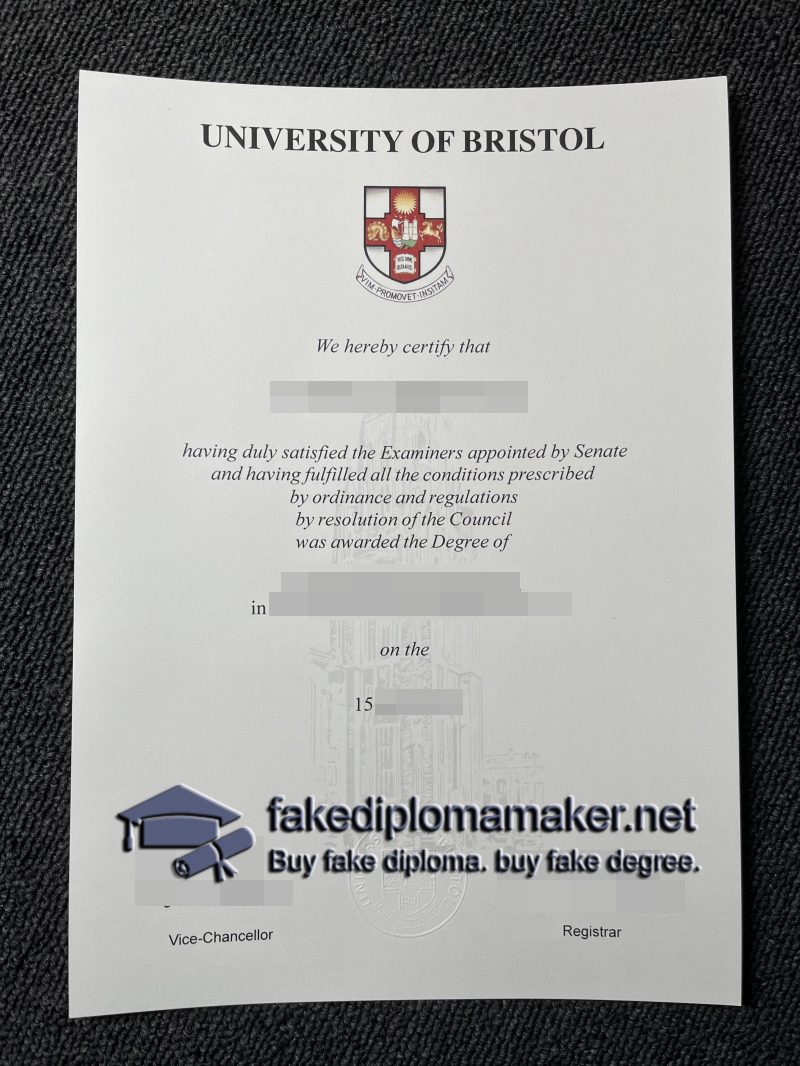 UNIVERSITY OF BRISTOL
VIM·PROMOVET·INSITAM
We hereby certify that
having duly satisfied the Examiners appointed by Senate
and having fulfilled all the conditions prescribed
by ordinance and regulations
by resolution of the Council
was awarded the Degree of
in
on the
15
fakediplomamaker.net
Buy fake diploma. buy fake degree.
Vice-Chancellor
Registrar